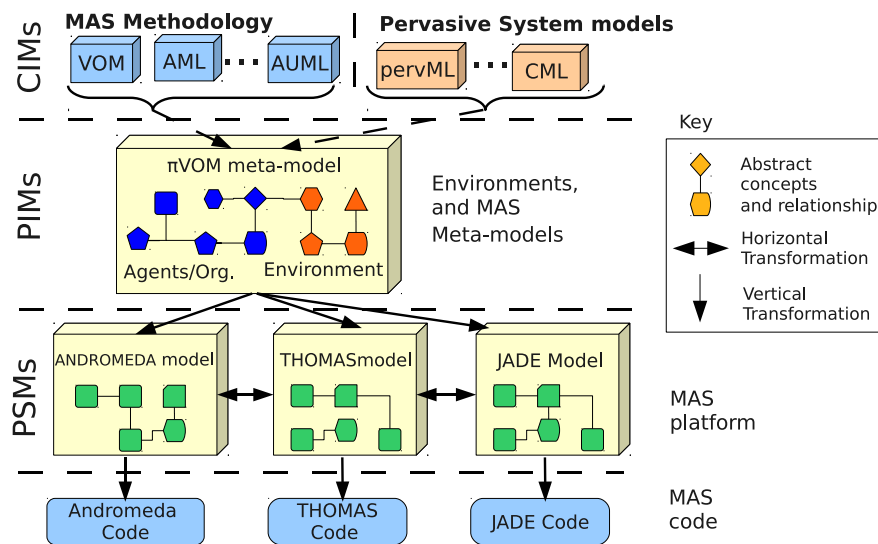 MAS Methodology
Pervasive System models
CIMs
VOM
AML
AUML
pervML
CML
PIMs
πVOM meta-model
Agents/Org.
Environment
Environments,
and MAS
Meta-models
Key
Abstract
concepts
and relationship
Horizontal
Transformation
Vertical
Transformation
PSMs
ANDROMEDA model
THOMASmodel
JADE Model
MAS
platform
Andromeda
Code
THOMAS
Code
JADE Code
MAS
code